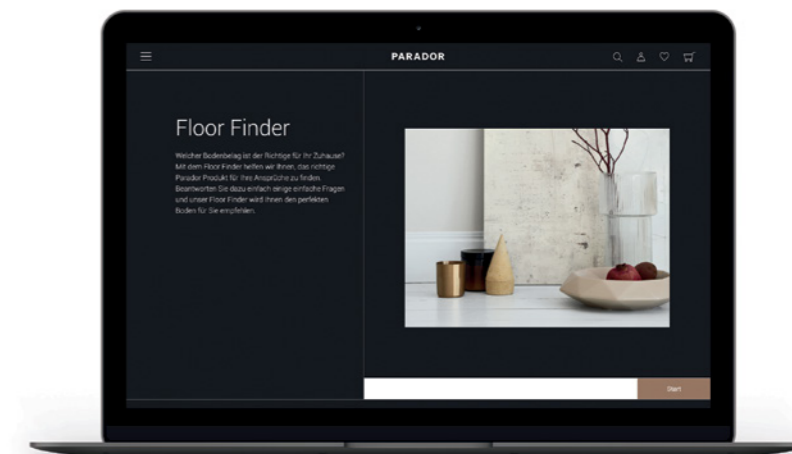 PARADOR
Floor Finder
Welcher Bodenbelag ist der Richtige für Ihr Zuhause?
Mit dem Floor Finder helfen wir Ihnen, das richtige
Parador Produkt für Ihre Ansprüche zu finden.
Beantworten Sie dazu einfach einige einfache Fragen
und unser Floor Finder wird Ihnen den perfekten
Boden für Sie empfehlen.
Start